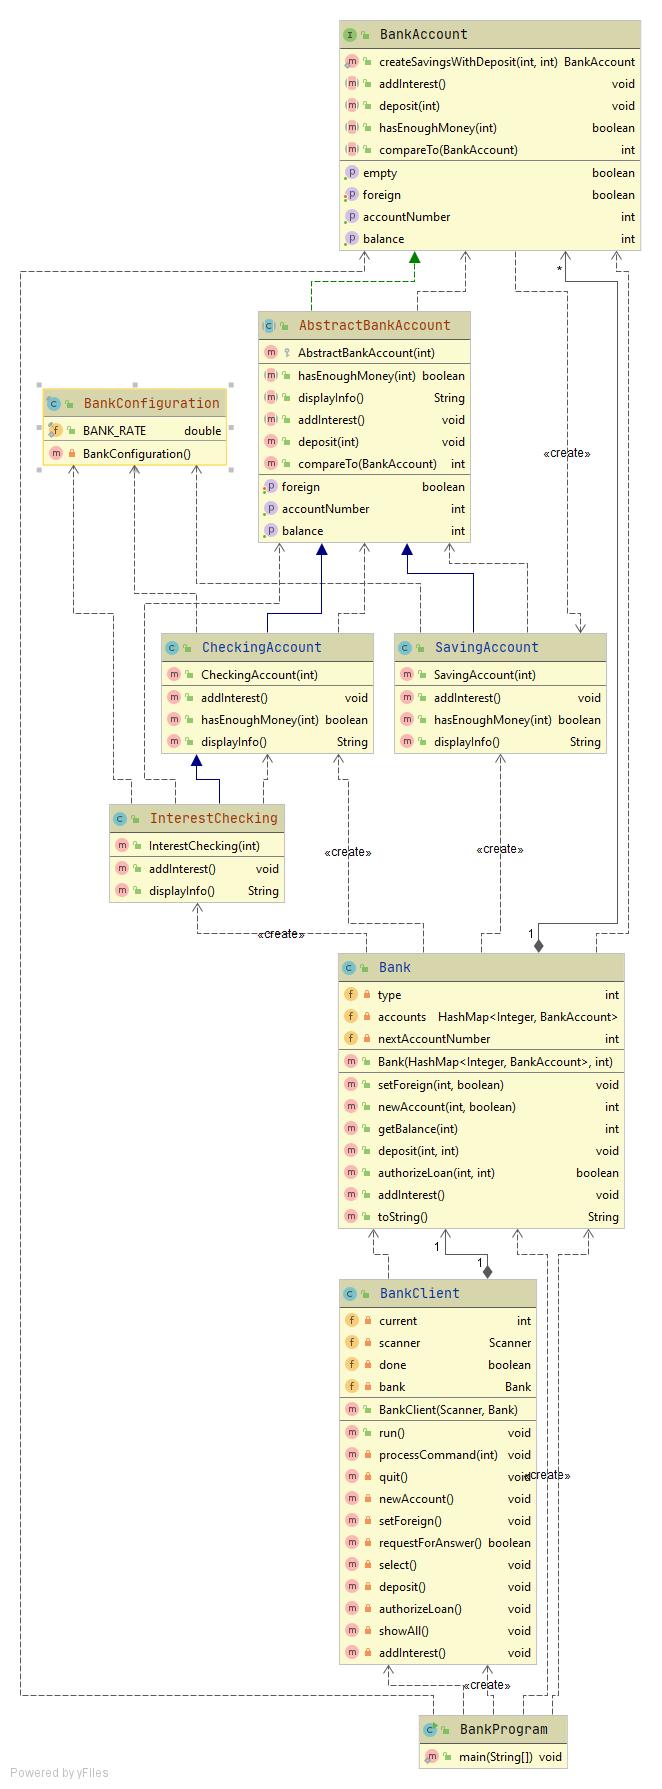 BankAccount
createSavingsWithDeposit(int, int) BankAccount
addInterest() void
deposit(int) void
hasEnoughMoney(int) boolean
compareTo(BankAccount) int
empty boolean
foreign boolean
accountNumber int
balance int
*
AbstractBankAccount
AbstractBankAccount(int)
hasEnoughMoney(int) boolean
displayInfo() String
addInterest() void
deposit(int) void
compareTo(BankAccount) int
foreign boolean
accountNumber int
balance int
BankConfiguration
BANK_RATE double
BankConfiguration()
«create»
CheckingAccount
CheckingAccount(int)
addInterest() void
hasEnoughMoney(int) boolean
displayInfo() String
SavingAccount
SavingAccount(int)
addInterest() void
hasEnoughMoney(int) boolean
displayInfo() String
InterestChecking
InterestChecking(int)
addInterest() void
displayInfo() String
«create»
«create»
«create»
1
Bank
type int
accounts HashMap<Integer, BankAccount>
nextAccountNumber int
Bank(HashMap<Integer, BankAccount>, int)
setForeign(int, boolean) void
newAccount(int, boolean) int
getBalance(int) int
deposit(int, int) void
authorizeLoan(int, int) boolean
addInterest() void
toString() String
1
1
BankClient
current int
scanner Scanner
done boolean
bank Bank
BankClient(Scanner, Bank)
run() void
processCommand(int) void
quit() void
«create»
newAccount() void
setForeign() void
requestForAnswer() boolean
select() void
deposit() void
authorizeLoan() void
showAll() void
addInterest() void
«create»
BankProgram
main(String[]) void
Powered by yFiles